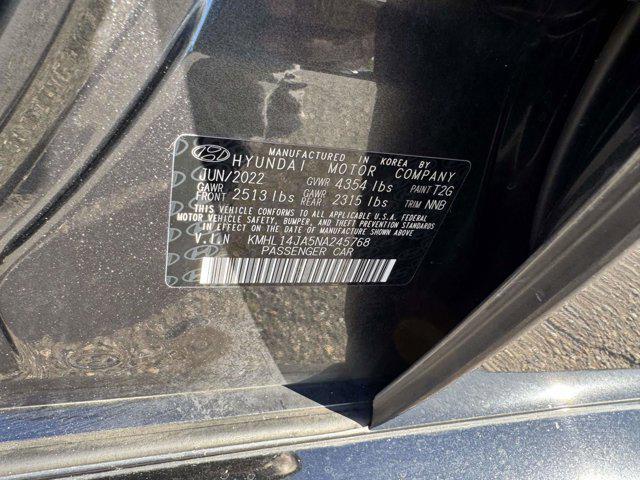 MANUFACTURED IN KOREA BY
HYUNDAI MOTOR COMPANY
JUN/2022 GVWR 4354 lbs PAINT T2G
GAWR FRONT 2513 lbs GAWR REAR 2315 lbs TRIM NNB
THIS VEHICLE CONFORMS TO ALL APPLICABLE U.S.A. FEDERAL
MOTOR VEHICLE SAFETY, BUMPER, AND THEFT PREVENTION STANDARDS
IN EFFECT ON THE DATE OF MANUFACTURE SHOWN ABOVE.
V.I.N KMHL14JA5NA245768
PASSENGER CAR